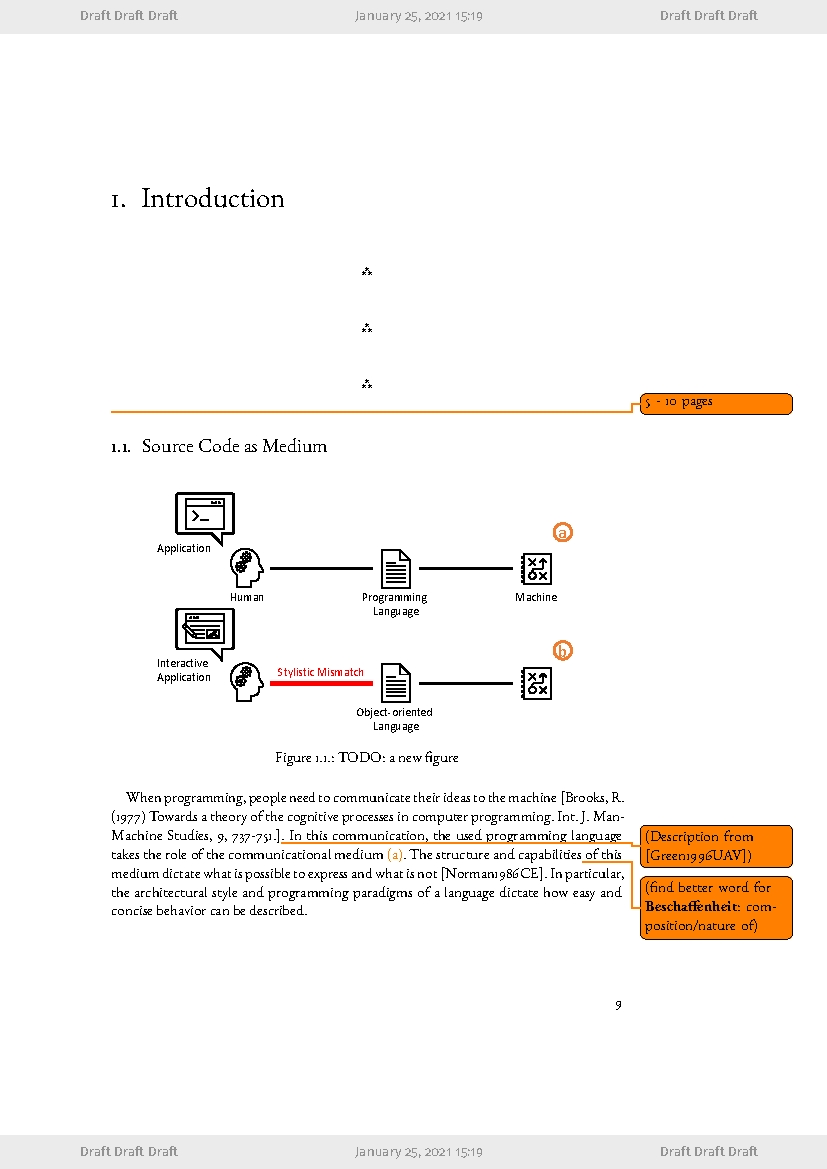 Draft Draft Draft January 25, 2021 15:19 Draft Draft Draft
1. Introduction
⁂
⁂
⁂
5 - 10 pages
1.1. Source Code as Medium
a
Application
Human
Programming
Language
Machine
b
Interactive
Application
Stylistic Mismatch
Object-oriented
Language
Figure 1.1.: TODO: a new figure
When programming, people need to communicate their ideas to the machine [Brooks, R.
(1977) Towards a theory of the cognitive processes in computer programming. Int. J. Man-
Machine Studies, 9, 737-751.]. In this communication, the used programming language
takes the role of the communicational medium (a). The structure and capabilities of this
medium dictate what is possible to express and what is not [Norman1986CE]. In particular,
the architectural style and programming paradigms of a language dictate how easy and
concise behavior can be described.
(Description from
[Green1996UAV])
(find better word for
Beschaffenheit: com-
position/nature of)
9
Draft Draft Draft January 25, 2021 15:19 Draft Draft Draft